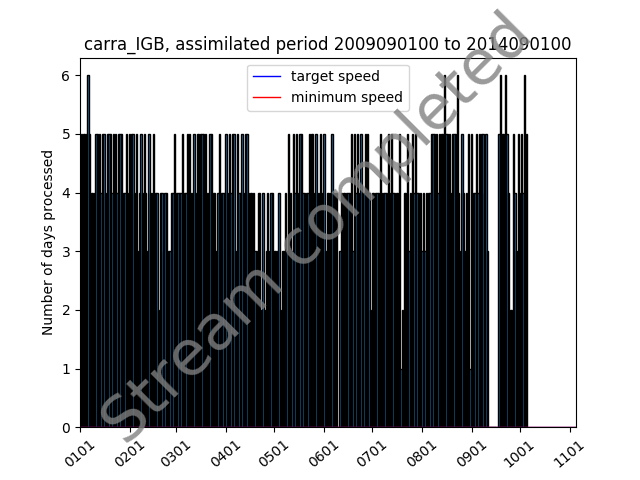 carra_IGB, assimilated period 2009090100 to 2014090100
target speed
minimum speed
Stream completed
Number of days processed
6
5
4
3
2
1
0
0101 0201 0301 0401 0501 0601 0701 0801 0901 1001 1101